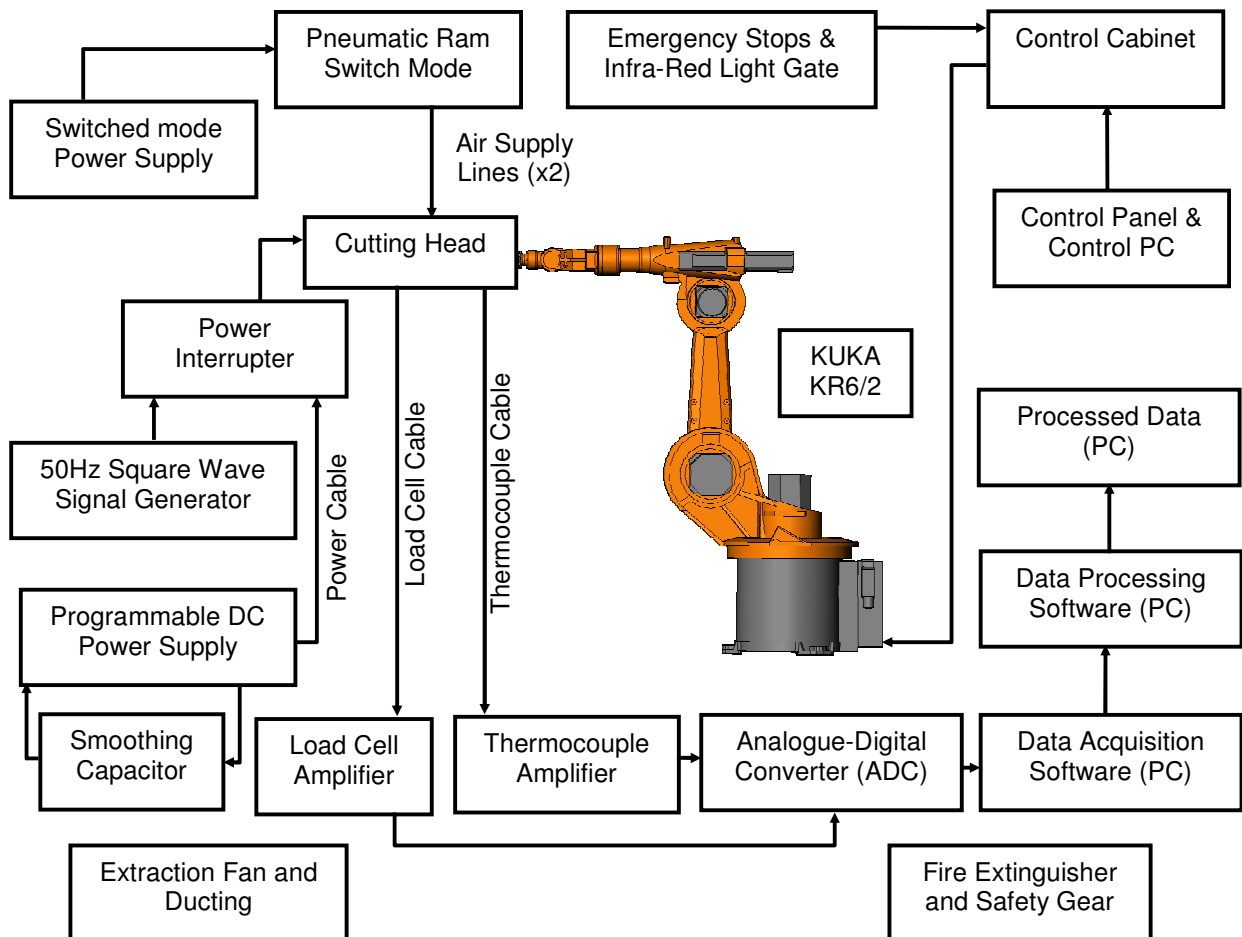 Pneumatic Ram
Switch Mode
Emergency Stops &
Infra-Red Light Gate
Control Cabinet
Switched mode
Power Supply
Air Supply
Lines (x2)
Control Panel &
Control PC
Cutting Head
Power
Interrupter
KUKA
KR6/2
Processed Data
(PC)
50Hz Square Wave
Signal Generator
Power Cable
Load Cell Cable
Thermocouple Cable
Data Processing
Software (PC)
Programmable DC
Power Supply
Smoothing
Capacitor
Load Cell
Amplifier
Thermocouple
Amplifier
Analogue-Digital
Converter (ADC)
Data Acquisition
Software (PC)
Extraction Fan and
Ducting
Fire Extinguisher
and Safety Gear